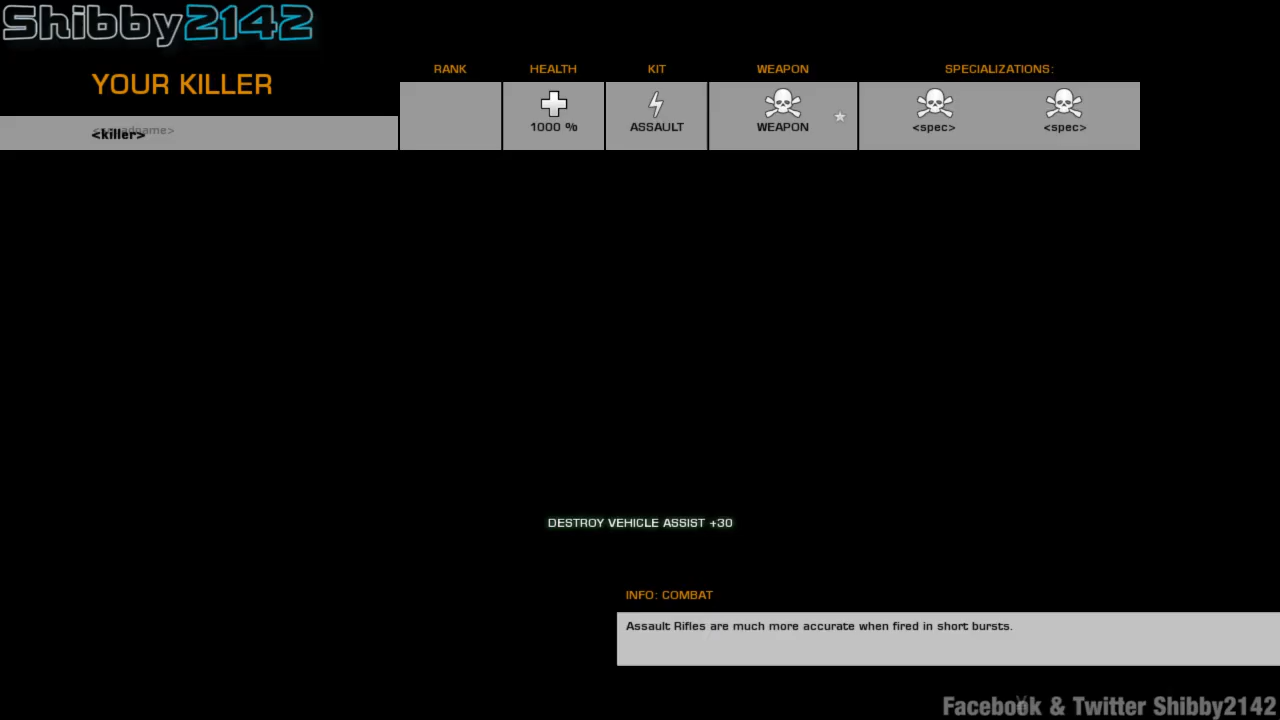 Shibby2142
YOUR KILLER
RANK
HEALTH
KIT
WEAPON
SPECIALIZATIONS:
<killer>
1000 %
ASSAULT
WEAPON
<spec>
<spec>
DESTROY VEHICLE ASSIST +30
INFO: COMBAT
Assault Rifles are much more accurate when fired in short bursts.
Facebook & Twitter Shibby2142